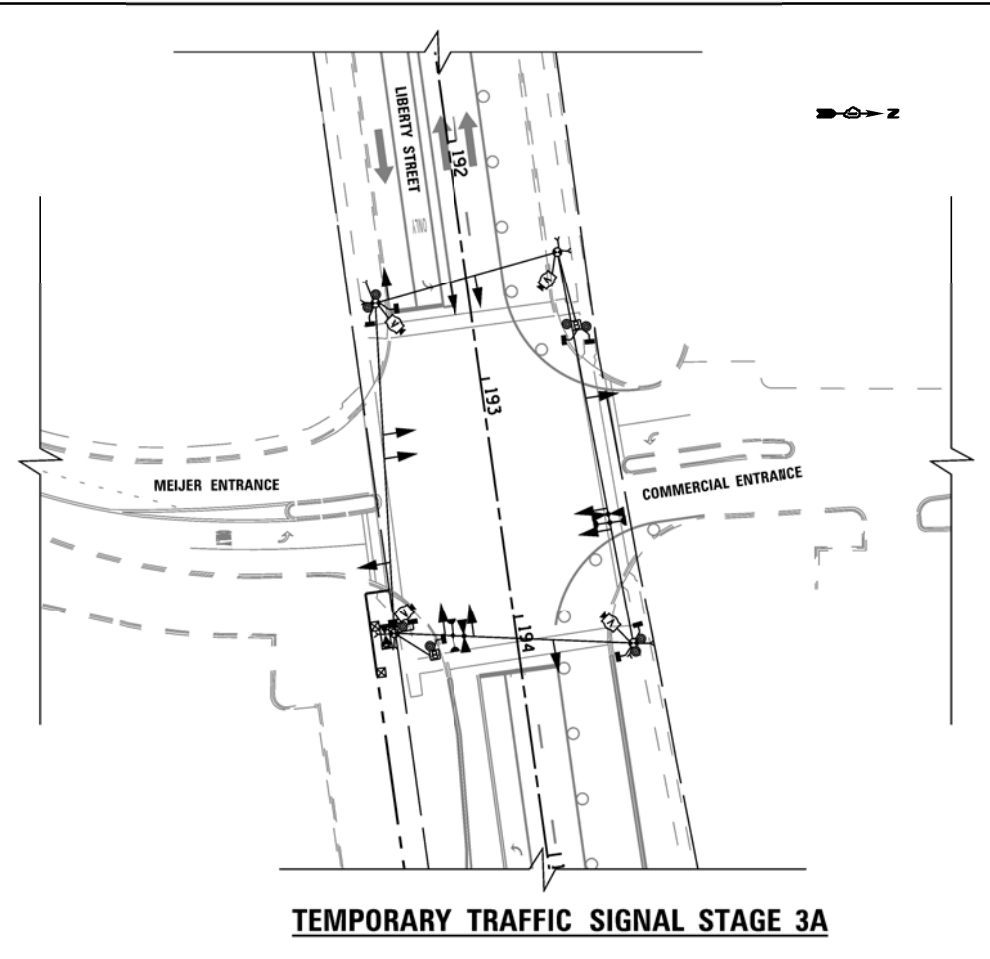 N
LIBERTY STREET
192
ONLY
193
MEIJER ENTRANCE
COMMERCIAL ENTRANCE
194
TEMPORARY TRAFFIC SIGNAL STAGE 3A